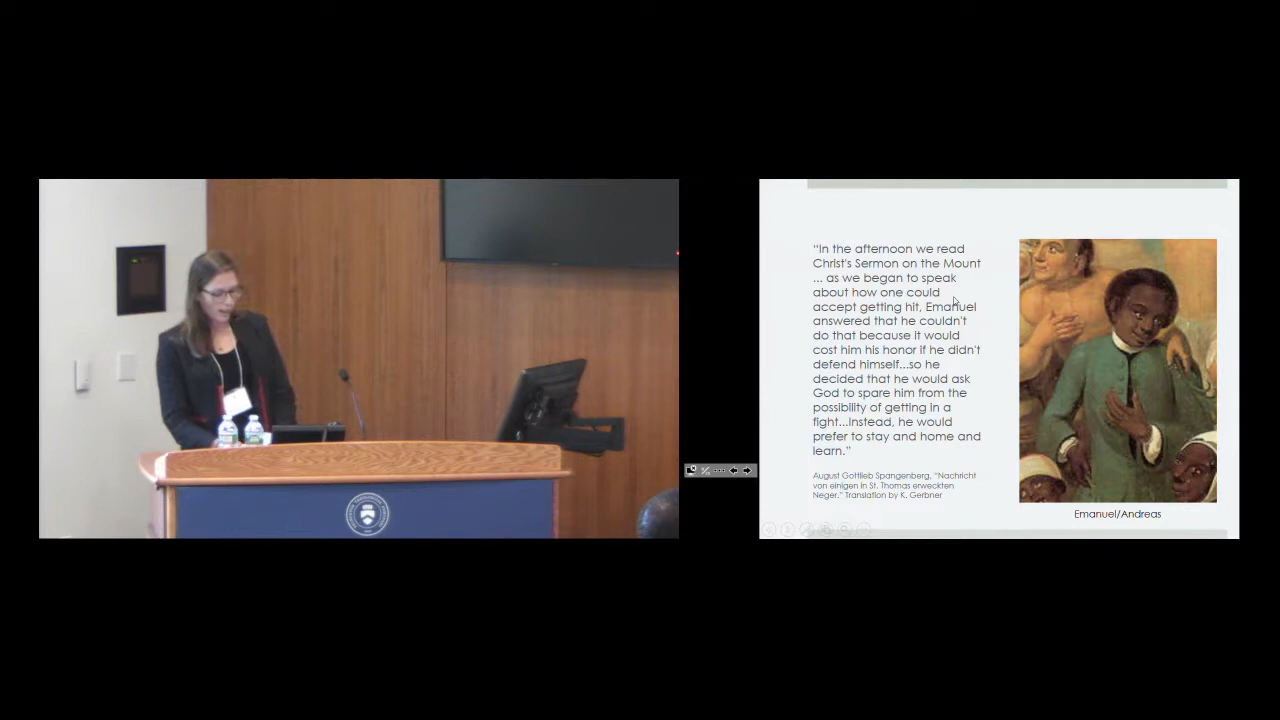 “In the afternoon we read
Christ's Sermon on the Mount
... as we began to speak
about how one could
accept getting hit, Emanuel
answered that he couldn't
do that because it would
cost him his honor if he didn't
defend himself...so he
decided that he would ask
God to spare him from the
possibility of getting in a
fight...Instead, he would
prefer to stay and home and
learn.”
August Gottlieb Spangenberg, “Nachricht
von einigen in St. Thomas erweckten
Neger.” Translation by K. Gerbner
Emanuel/Andreas